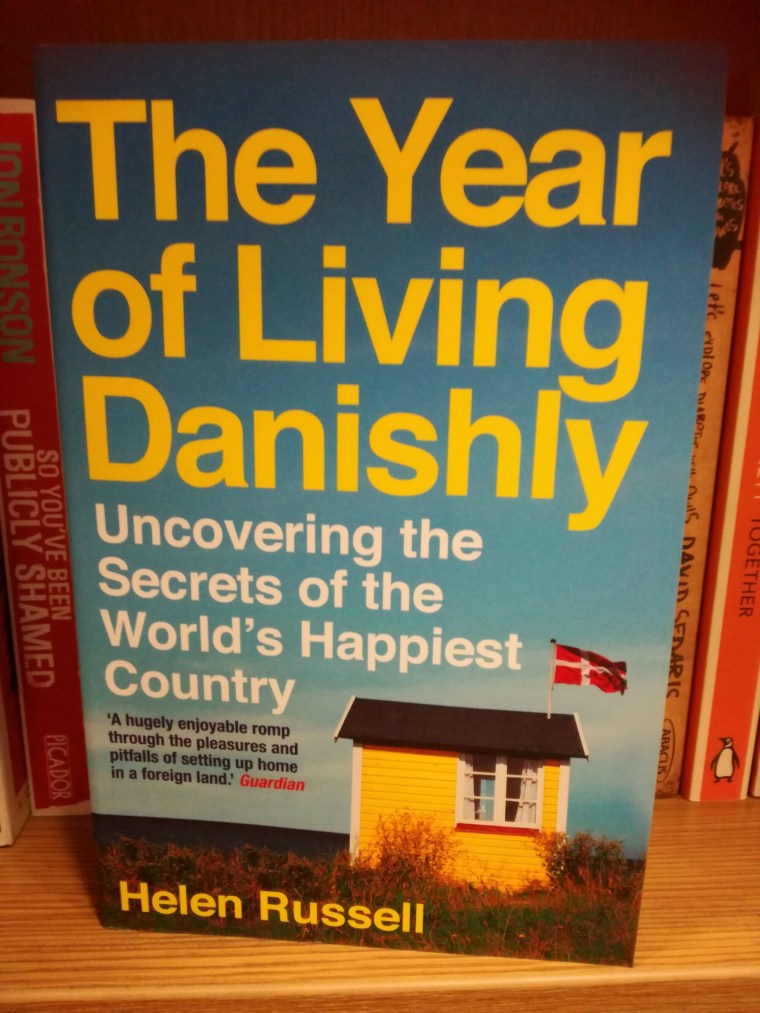 The Year
of Living
Danishly
Uncovering the
Secrets of the
World's Happiest
Country
'A hugely enjoyable romp
through the pleasures and
pitfalls of setting up home
in a foreign land.' Guardian
Helen Russell
JON RONSON
SO YOU'VE BEEN
PUBLICLY SHAMED
PICADOR
DAVID SEDARIS
ABACUS
TOGETHER